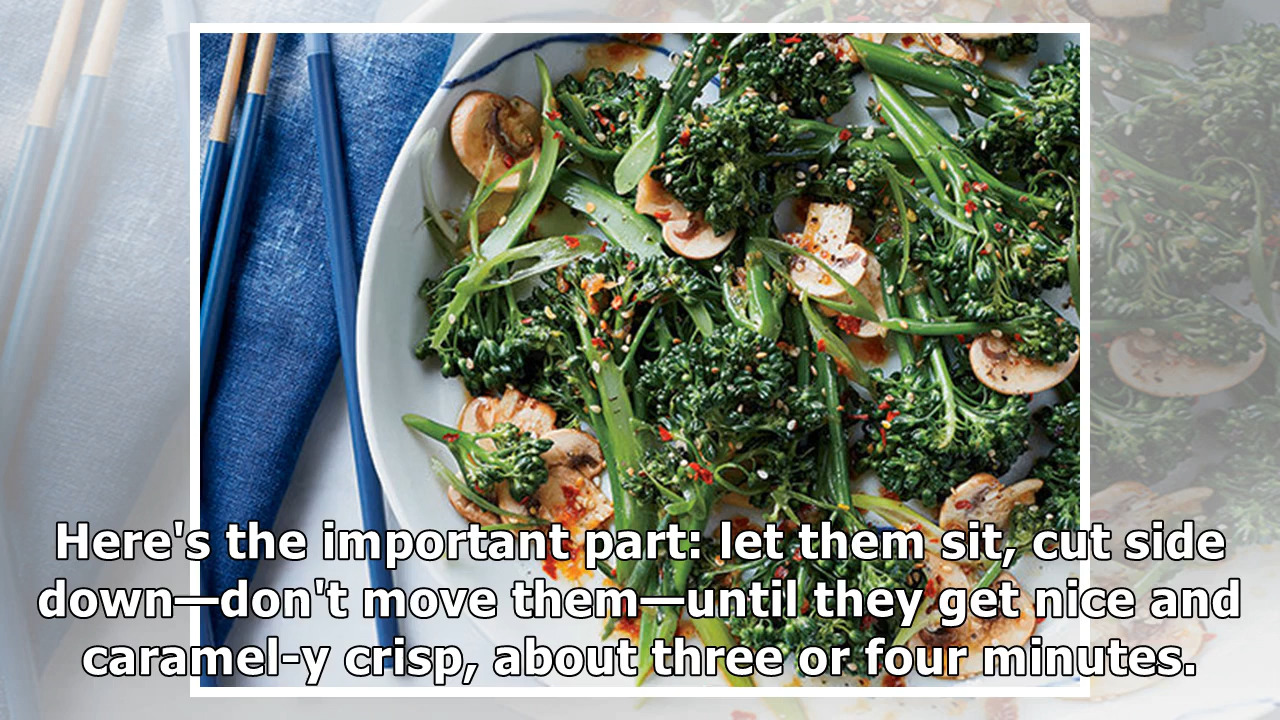 Here's the important part: let them sit, cut side
down—don't move them—until they get nice and
caramel-y crisp, about three or four minutes.